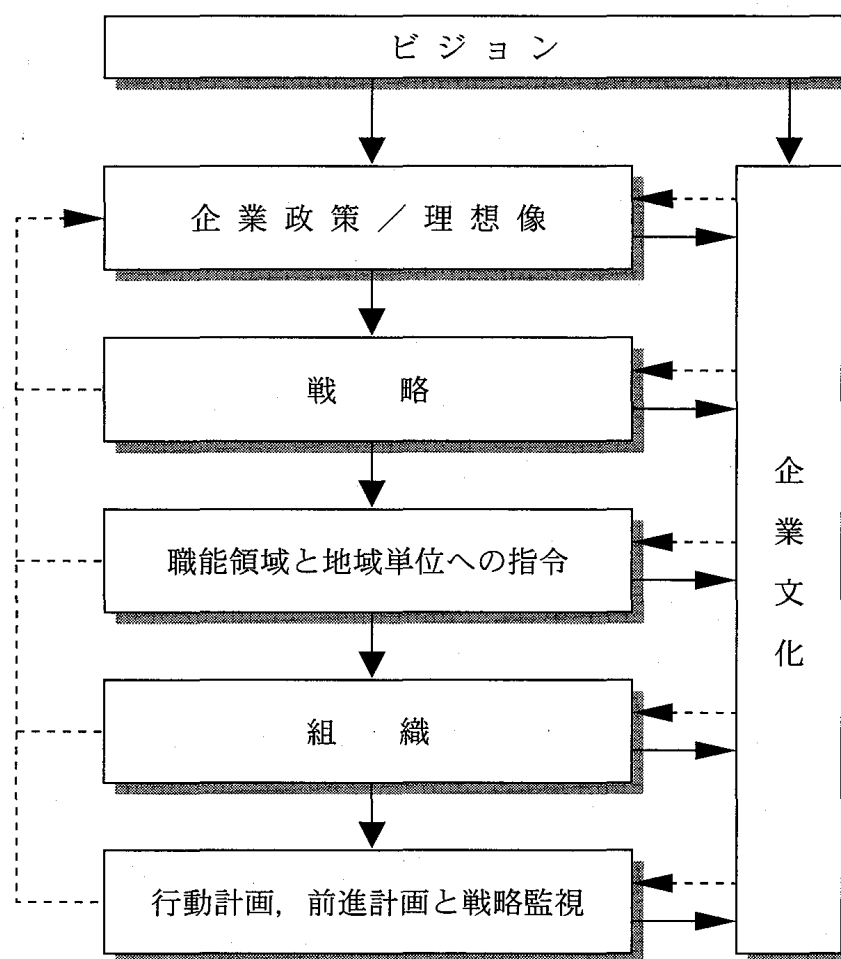 ビジョン
企業政策／理想像
戦略
職能領域と地域単位への指令
組織
行動計画，前進計画と戦略監視
企業文化